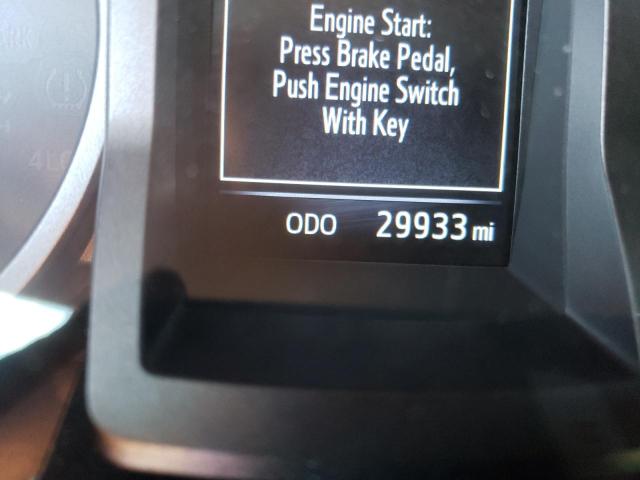 Engine Start:
Press Brake Pedal,
Push Engine Switch
With Key
ODO 29933 mi